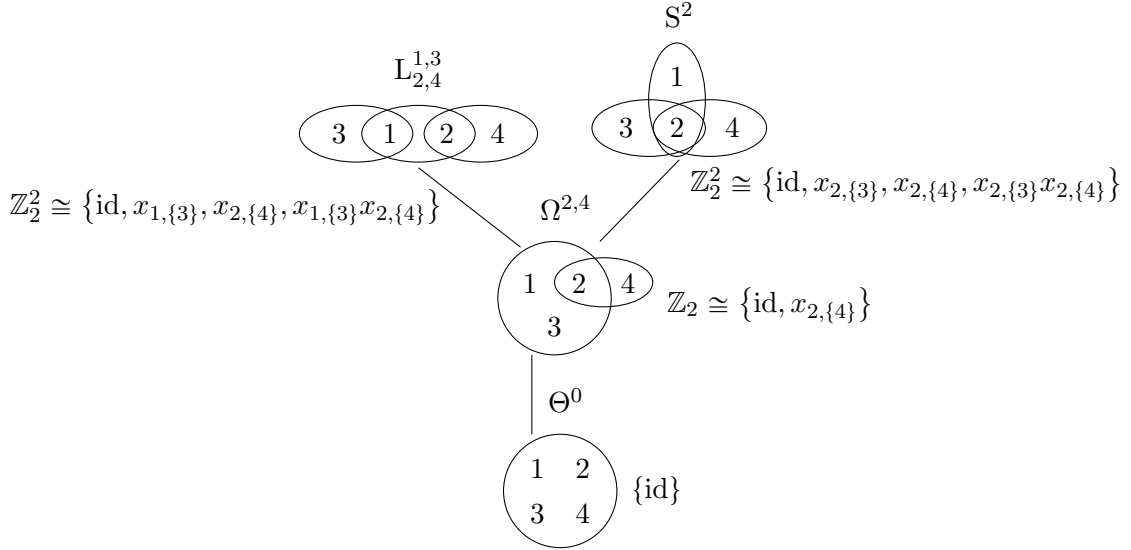 S^2
L^{1,3}_{2,4}
1
3 1 2 4
3 2 4
ℤ_2^2 ≅ {id, x_{2,{3}}, x_{2,{4}}, x_{2,{3}}x_{2,{4}}}
ℤ_2^2 ≅ {id, x_{1,{3}}, x_{2,{4}}, x_{1,{3}}x_{2,{4}}}
Ω^{2,4}
1 2 4
ℤ_2 ≅ {id, x_{2,{4}}}
3
Θ^0
1 2
{id}
3 4